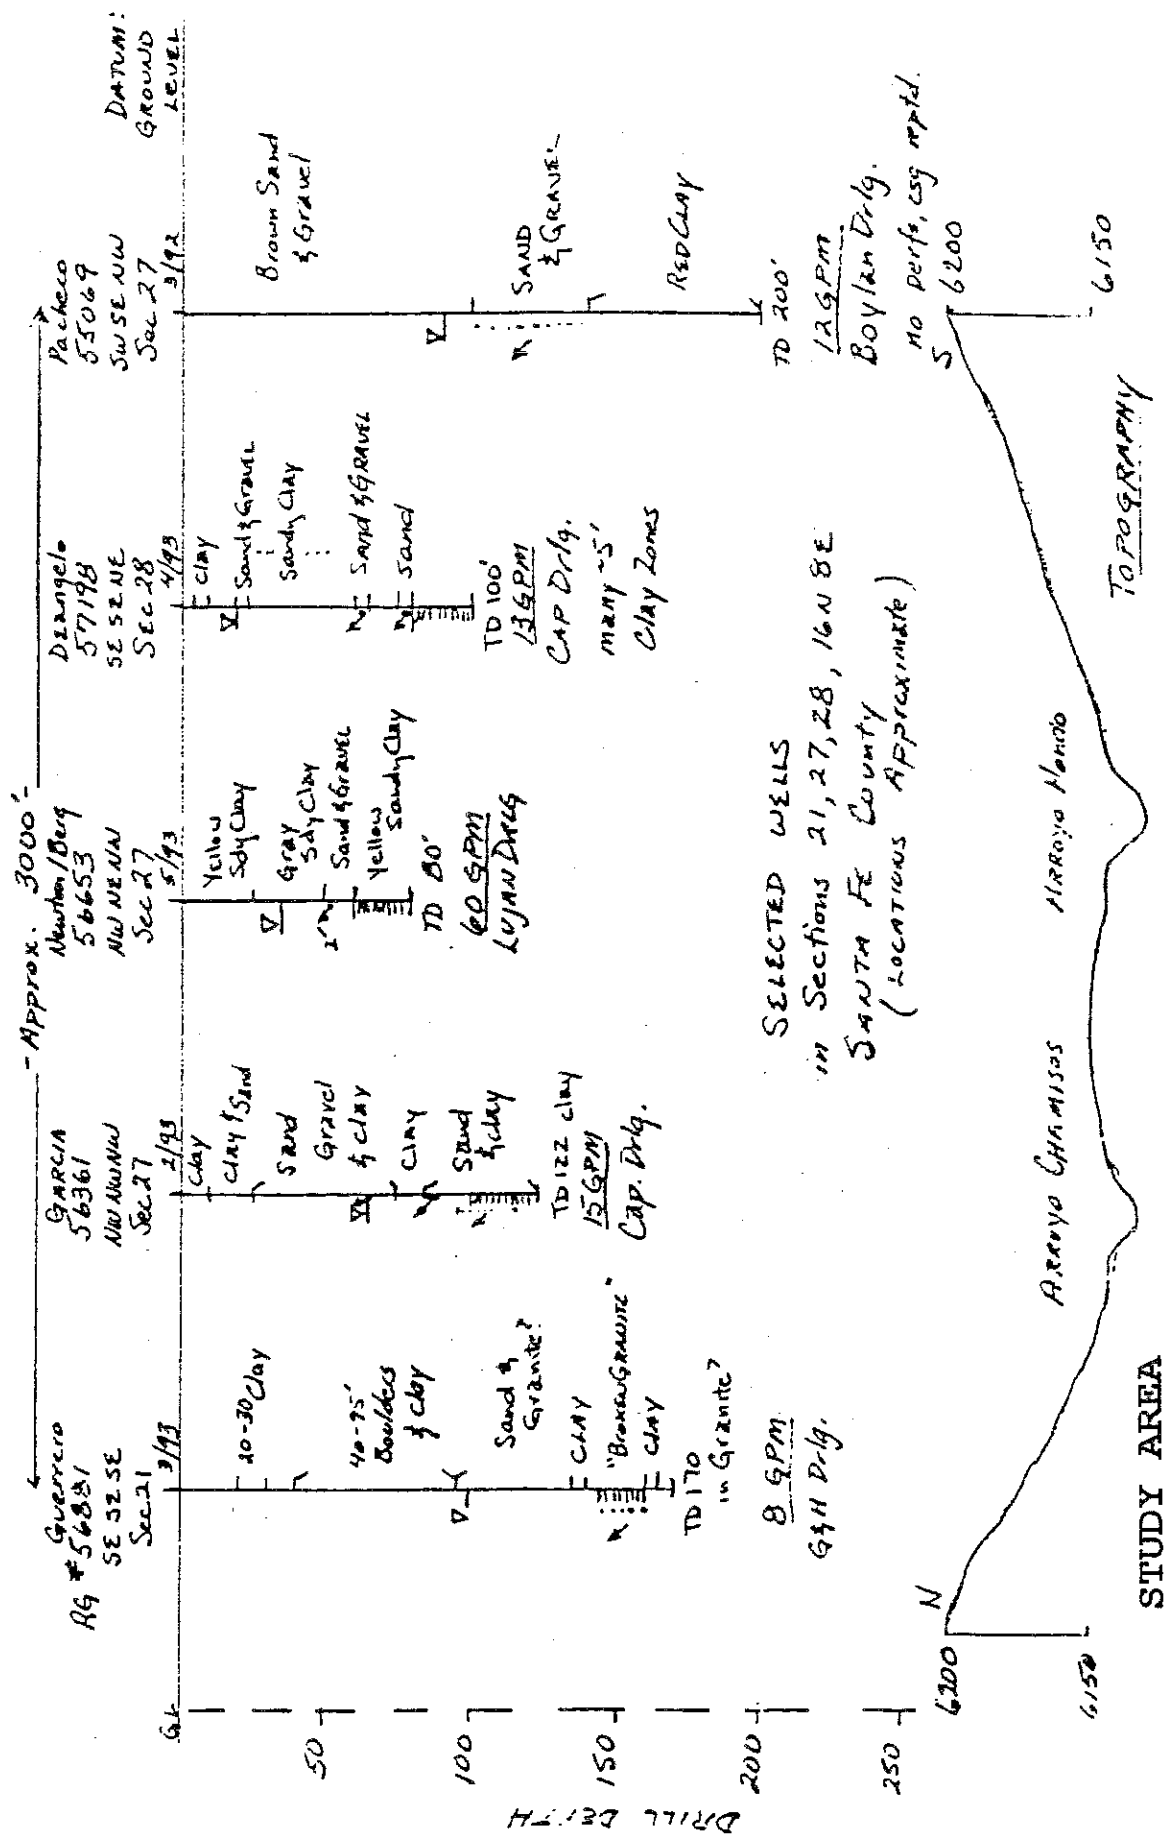 - Approx. 3000' -
DATUM:
GROUND
LEVEL
Guerrero
RG # 56881
SE SE SE
Sec 21
3/93
20-30 Clay
40-95'
Boulders
& Clay
Sand &
Granite?
CLAY
"BROKEN GRANITE"
CLAY
TD 170
in Granite?
8 GPM
G&H Drlg.
GARCIA
56361
NW NW NW
Sec 27
2/93
Clay
Clay & Sand
Sand
Gravel
& Clay
Clay
Sand
& Clay
TD 122 clay
15 GPM
Cap. Drlg.
Newton/Berg
56653
NW NE NW
Sec 27
5/93
Yellow
Sdy Clay
Gray
Sdy Clay
Sand & Gravel
Yellow
Sandy Clay
2'
TD 80'
60 GPM
LUJAN DRLG
Deangelo
57198
SE SE NE
SEC 28
4/93
Clay
Sand & Gravel
Sandy Clay
Sand & GRAVEL
Sand
TD 100'
13 GPM
CAP Drlg.
many ~5'
Clay Zones
Pacheco
55069
SW SE NW
Sec 27
3/92
Brown Sand
& Gravel
SAND
& GRAVEL
RED CLAY
TD 200'
12 GPM
Boylan Drlg.
no perfs, csg reptd.
GL
50
100
150
200
250
DRILL DEPTH
SELECTED WELLS
in Sections 21, 27, 28, 16N 8E
SANTA FE County
(LOCATIONS Approximate)
N
6200
6150
ARROYO CHAMISOS
ARROYO HONDO
S
6200
6150
TOPOGRAPHY
STUDY AREA